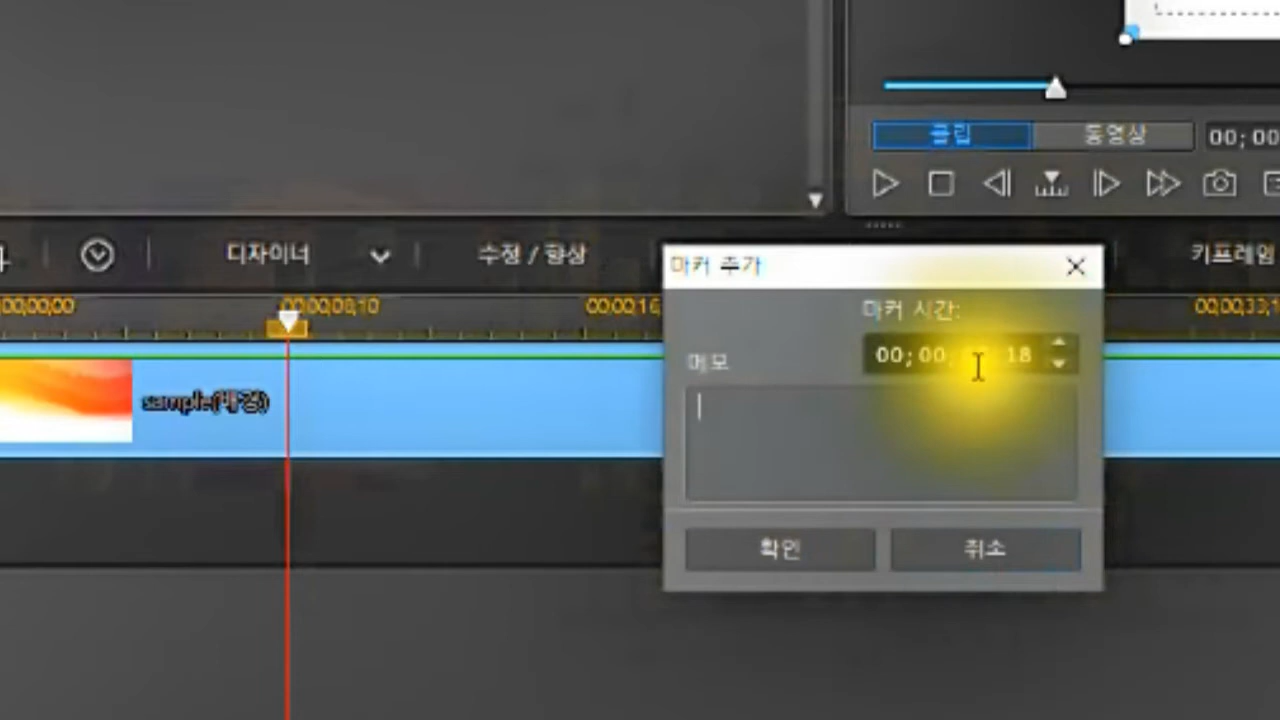 클립
동영상
00;00
디자이너
수정 / 향상
키프레임
00;00;00
00;00;08;10
00;00;16
00;00;33;1
마커 추가
마커 시간:
00;00; 18
메모
sample(배경)
확인
취소